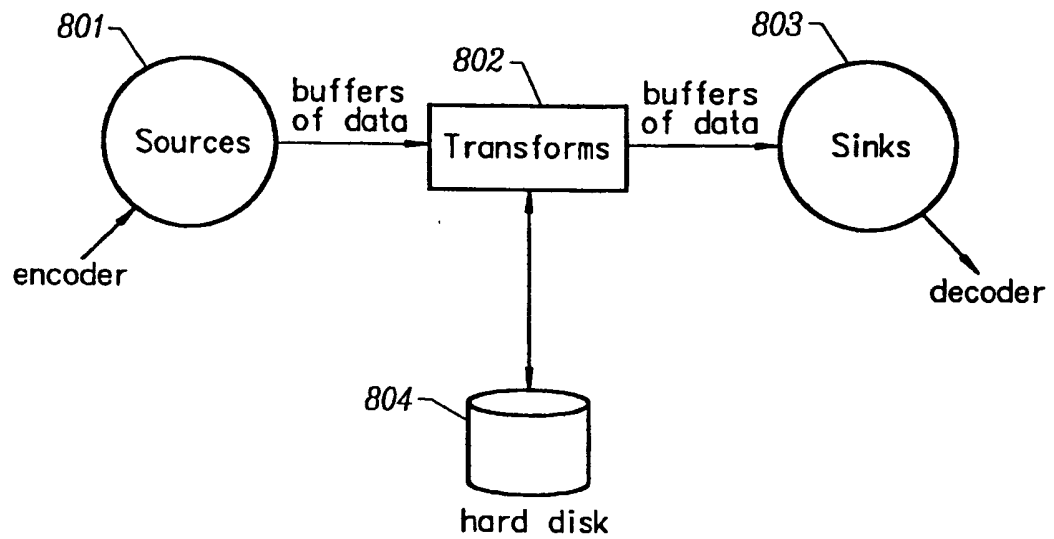 801
802
803
buffers
of data
buffers
of data
Sources
Transforms
Sinks
encoder
decoder
804
hard disk